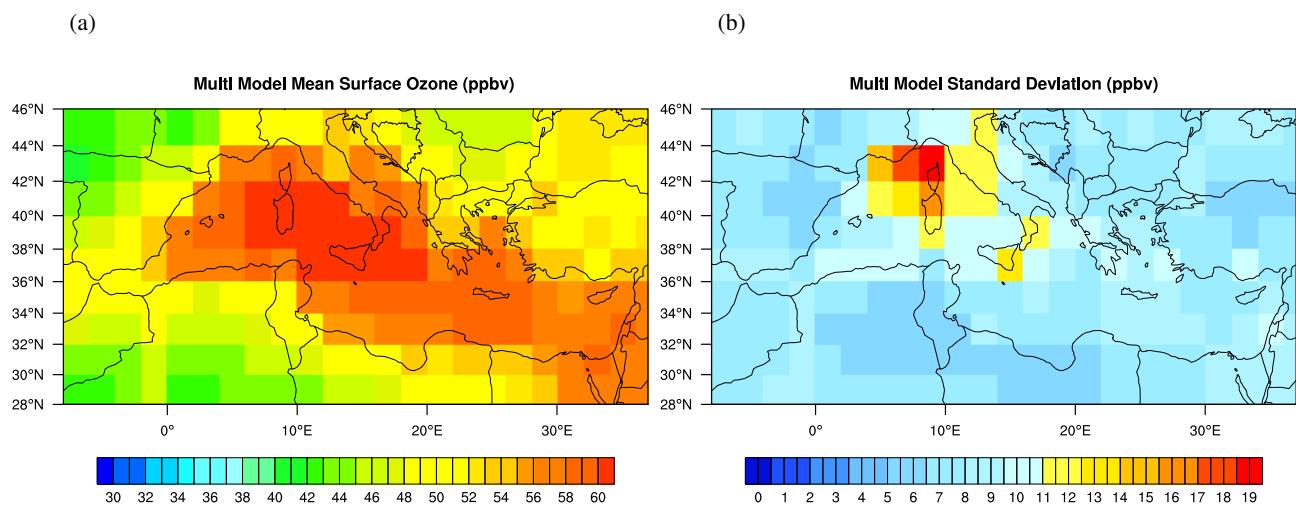 (a) (b)
Multi Model Mean Surface Ozone (ppbv) Multi Model Standard Deviation (ppbv)
46°N 46°N
44°N 44°N
42°N 42°N
40°N 40°N
38°N 38°N
36°N 36°N
34°N 34°N
32°N 32°N
30°N 30°N
28°N 28°N
0° 10°E 20°E 30°E 0° 10°E 20°E 30°E
30 32 34 36 38 40 42 44 46 48 50 52 54 56 58 60 0 1 2 3 4 5 6 7 8 9 10 11 12 13 14 15 16 17 18 19